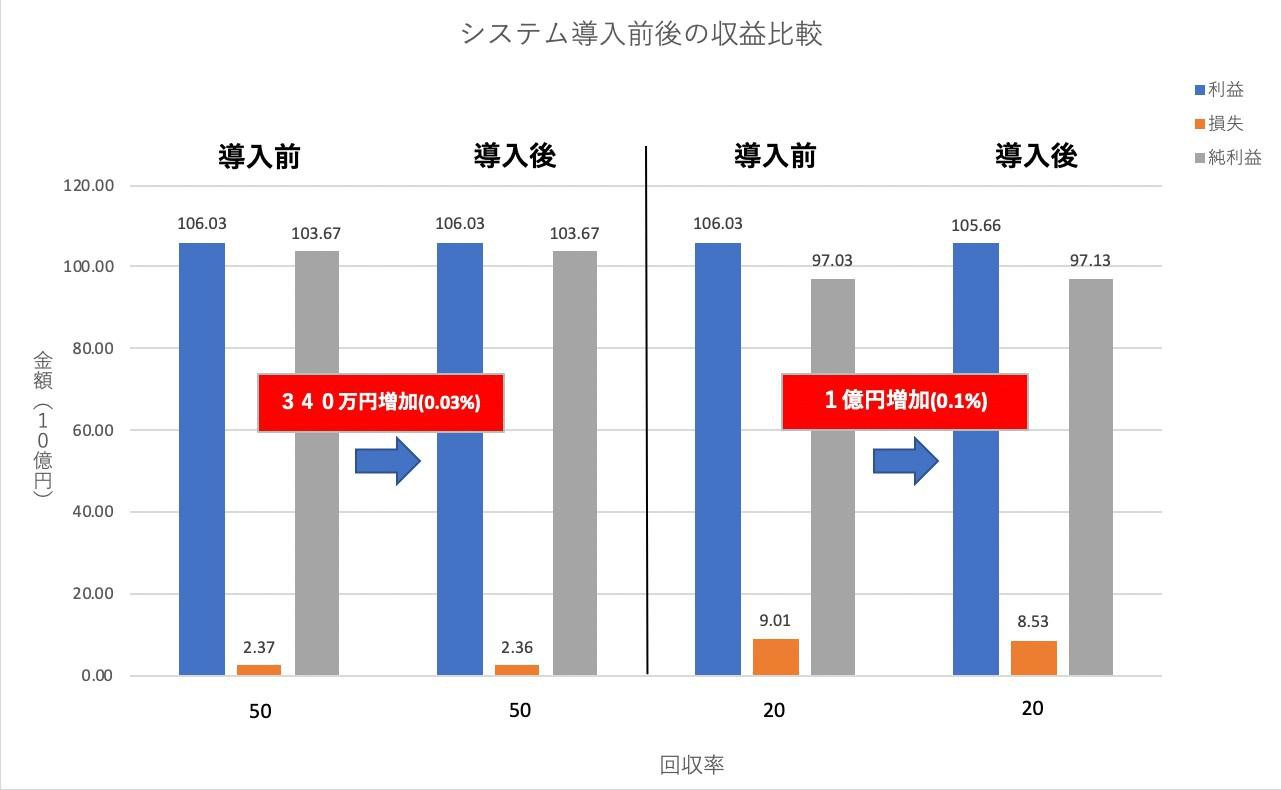 システム導入前後の収益比較
利益
損失
純利益
導入前 導入後 導入前 導入後
120.00
100.00
80.00
60.00
40.00
20.00
0.00
金額（１０億円）
106.03 103.67 106.03 103.67 106.03 97.03 105.66 97.13
３４０万円増加(0.03%) １億円増加(0.1%)
2.37 2.36 9.01 8.53
50 50 20 20
回収率